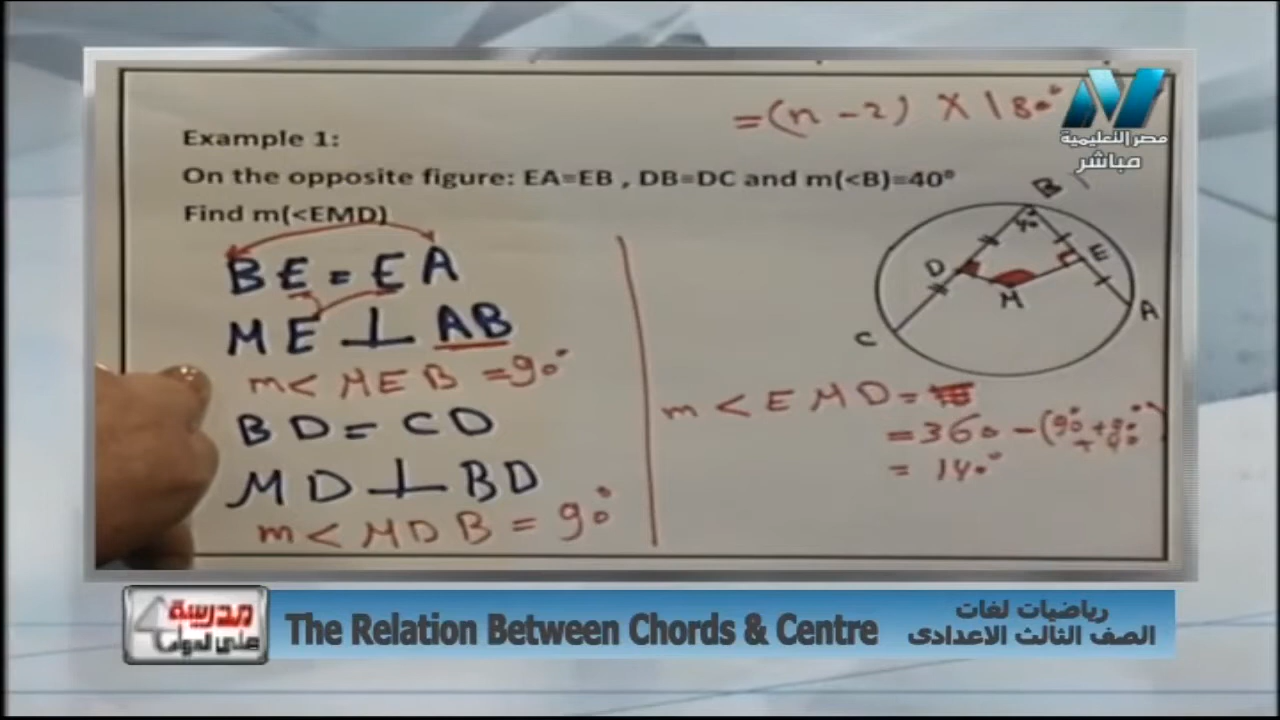 = (n - 2) × 180°
مصر التعليمية
مباشر
Example 1:
On the opposite figure: EA=EB , DB=DC and m(<B)=40°
Find m(<EMD)
BE = EA
ME ⊥ AB
m < MEB = 90°
BD = CD
MD ⊥ BD
m < MDB = 90°
B
40°
D
E
M
A
C
m < EMD =
= 360 - (90° + 90° +
= 140°
مدرسة
على الهواء
The Relation Between Chords & Centre
رياضيات لغات
الصف الثالث الاعدادى